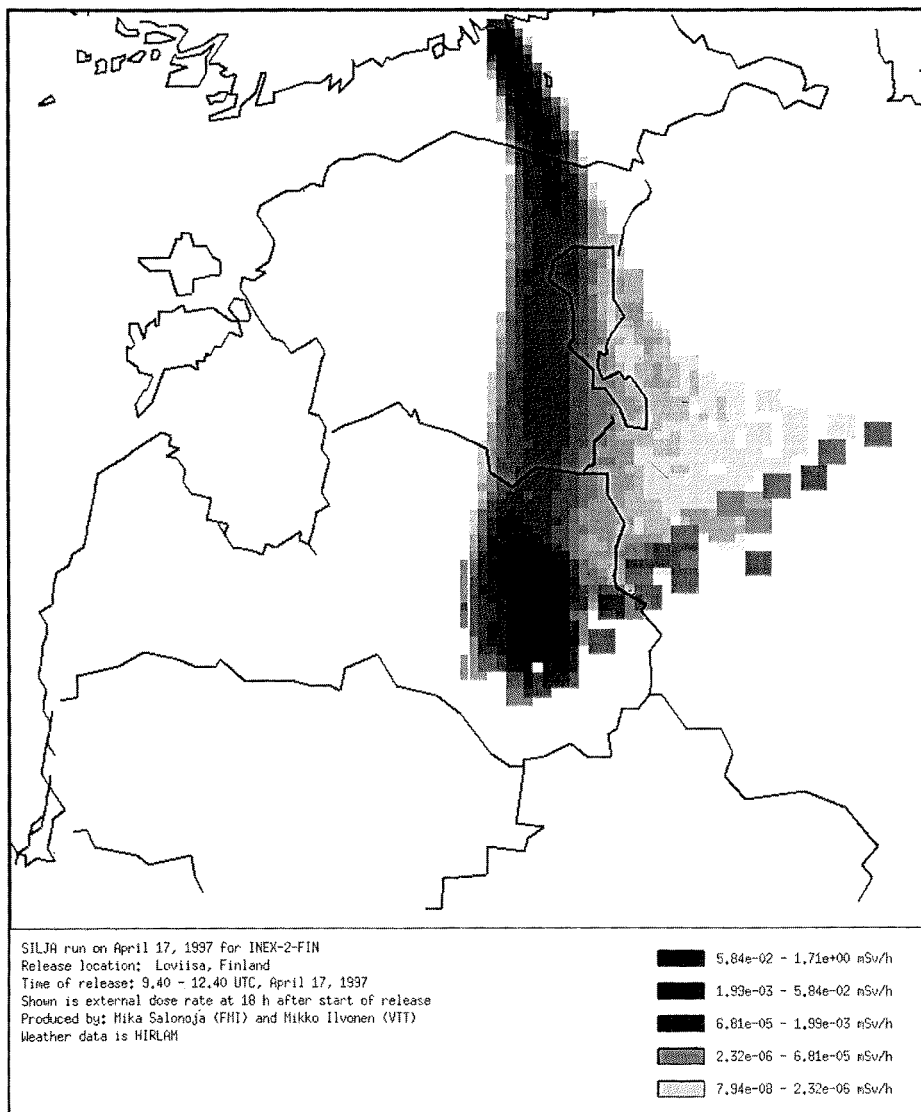 SILJA run on April 17, 1997 for INEX-2-FIN
Release location: Loviisa, Finland
Time of release: 9.40 - 12.40 UTC, April 17, 1997
Shown is external dose rate at 18 h after start of release
Produced by: Mika Salonoja (FMI) and Mikko Ilvonen (VTT)
Weather data is HIRLAM
5.84e-02 - 1.71e+00 mSv/h
1.99e-03 - 5.84e-02 mSv/h
6.81e-05 - 1.99e-03 mSv/h
2.32e-06 - 6.81e-05 mSv/h
7.94e-08 - 2.32e-06 mSv/h